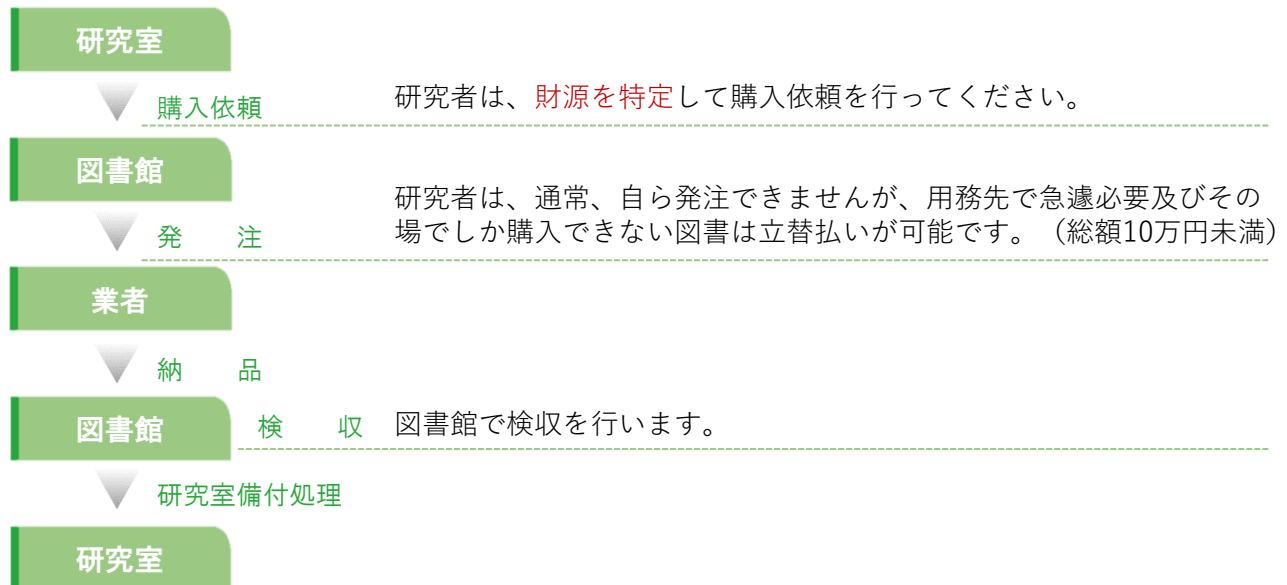 研究室
購入依頼
研究者は、財源を特定して購入依頼を行ってください。
図書館
発　　注
研究者は、通常、自ら発注できませんが、用務先で急遽必要及びその
場でしか購入できない図書は立替払いが可能です。（総額10万円未満）
業者
納　　品
図書館
検　　収
図書館で検収を行います。
研究室備付処理
研究室